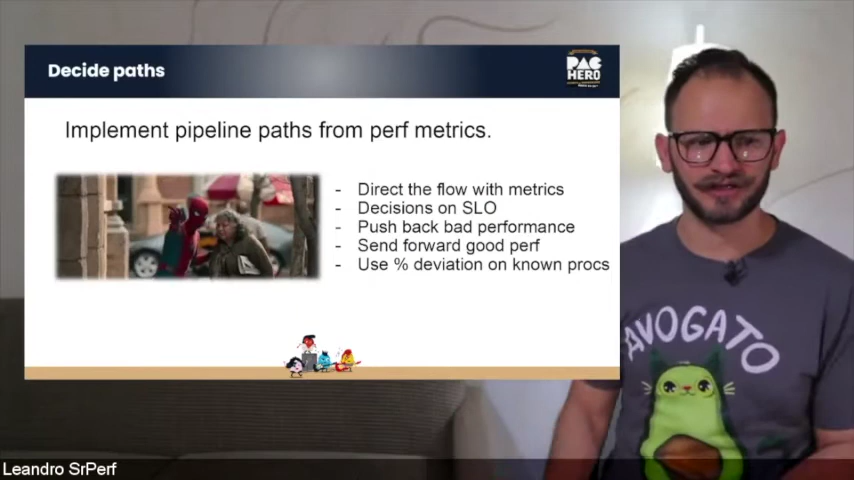 Decide paths
PAC
HERO
Implement pipeline paths from perf metrics.
- Direct the flow with metrics
- Decisions on SLO
- Push back bad performance
- Send forward good perf
- Use % deviation on known procs
AVOGATO
Leandro SrPerf